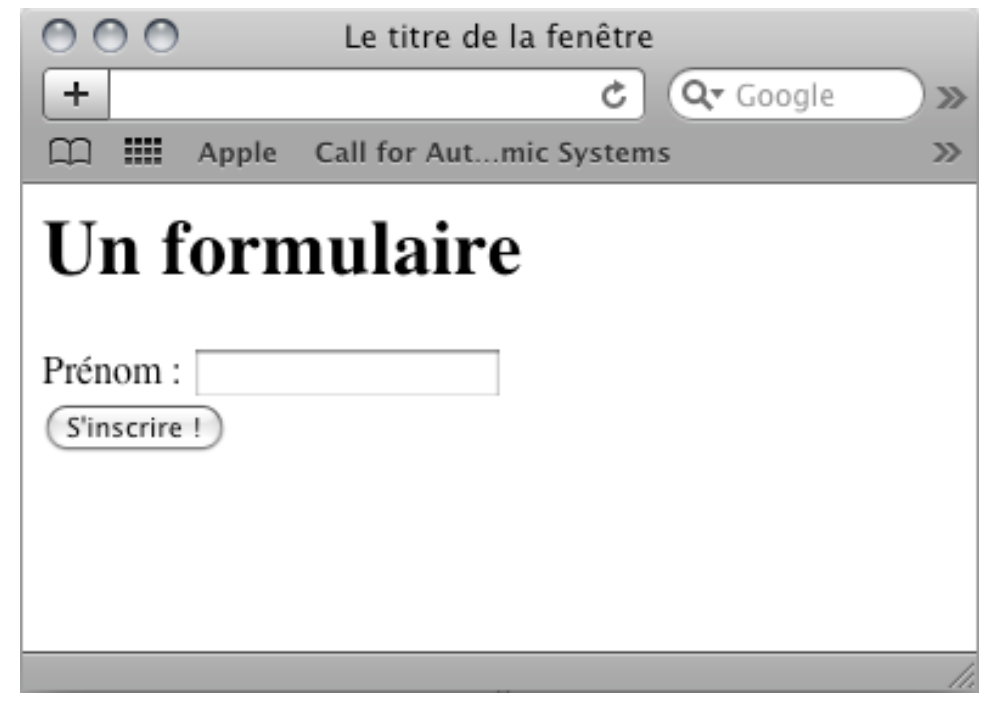 Le titre de la fenêtre
Google
Apple Call for Aut...mic Systems
Un formulaire
Prénom :
S'inscrire !